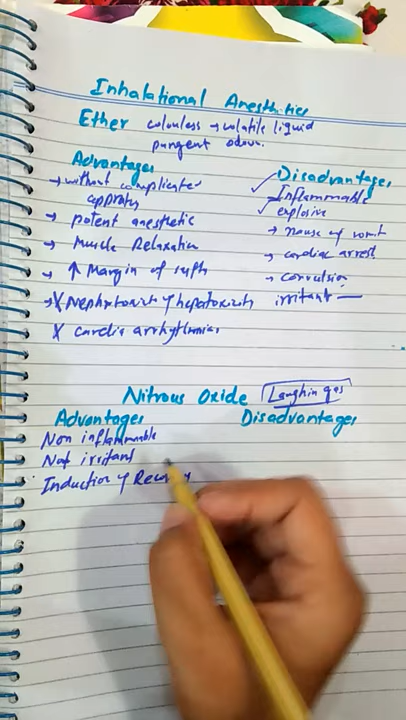 Inhalational Anesthetics
Ether colourless → volatile liquid
pungent odour.
Advantages
→ without complicated
apparatus
→ potent anesthetic
→ Muscle Relaxation
→ ↑ Margin of safety
→ X Nephrotoxicity & hepatotoxicity
X cardiac arrhythmias
Disadvantages
✓ Inflammable
✓ explosive
→ nausea & vomit
→ cardiac arrest
→ convulsion
irritant —
Nitrous Oxide Laughin gas
Advantages
Non inflammable
Not irritant
Induction & Recovery
Disadvantages